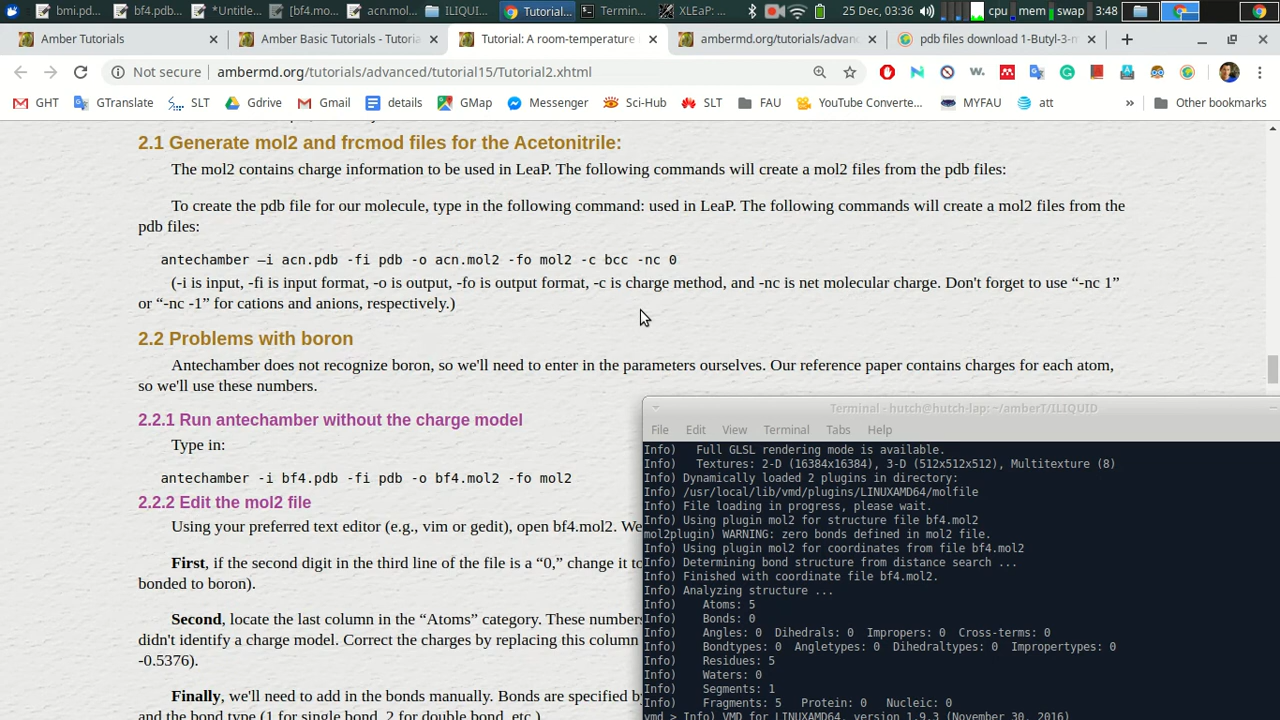 bmi.pd...
bf4.pdb...
*Untitle...
[bf4.mo...
acn.mol...
ILIQUI...
Tutorial...
Termin...
XLEaP: ...
25 Dec, 03:36
cpu
mem
swap
3:48
Amber Tutorials
Amber Basic Tutorials - Tutoria
Tutorial: A room-temperature i
ambermd.org/tutorials/advanc
pdb files download 1-Butyl-3-m
Not secure
ambermd.org/tutorials/advanced/tutorial15/Tutorial2.xhtml
GHT
GTranslate
SLT
Gdrive
Gmail
details
GMap
Messenger
Sci-Hub
SLT
FAU
YouTube Converte...
MYFAU
att
»
Other bookmarks
2.1 Generate mol2 and frcmod files for the Acetonitrile:
The mol2 contains charge information to be used in LeaP. The following commands will create a mol2 files from the pdb files:
To create the pdb file for our molecule, type in the following command: used in LeaP. The following commands will create a mol2 files from the
pdb files:
antechamber –i acn.pdb -fi pdb -o acn.mol2 -fo mol2 -c bcc -nc 0
(-i is input, -fi is input format, -o is output, -fo is output format, -c is charge method, and -nc is net molecular charge. Don't forget to use “-nc 1”
or “-nc -1” for cations and anions, respectively.)
2.2 Problems with boron
Antechamber does not recognize boron, so we'll need to enter in the parameters ourselves. Our reference paper contains charges for each atom,
so we'll use these numbers.
2.2.1 Run antechamber without the charge model
Type in:
antechamber -i bf4.pdb -fi pdb -o bf4.mol2 -fo mol2
2.2.2 Edit the mol2 file
Using your preferred text editor (e.g., vim or gedit), open bf4.mol2. We
First, if the second digit in the third line of the file is a “0,” change it to
bonded to boron).
Second, locate the last column in the “Atoms” category. These numbers
didn't identify a charge model. Correct the charges by replacing this column
-0.5376).
Finally, we'll need to add in the bonds manually. Bonds are specified by
and the bond type (1 for single bond, 2 for double bond, etc.).
Terminal - hutch@hutch-lap: ~/amberT/ILIQUID
File Edit View Terminal Tabs Help
Info) Full GLSL rendering mode is available.
Info) Textures: 2-D (16384x16384), 3-D (512x512x512), Multitexture (8)
Info) Dynamically loaded 2 plugins in directory:
Info) /usr/local/lib/vmd/plugins/LINUXAMD64/molfile
Info) File loading in progress, please wait.
Info) Using plugin mol2 for structure file bf4.mol2
mol2plugin) WARNING: zero bonds defined in mol2 file.
Info) Using plugin mol2 for coordinates from file bf4.mol2
Info) Determining bond structure from distance search ...
Info) Finished with coordinate file bf4.mol2.
Info) Analyzing structure ...
Info) Atoms: 5
Info) Bonds: 0
Info) Angles: 0 Dihedrals: 0 Impropers: 0 Cross-terms: 0
Info) Bondtypes: 0 Angletypes: 0 Dihedraltypes: 0 Impropertypes: 0
Info) Residues: 5
Info) Waters: 0
Info) Segments: 1
Info) Fragments: 5 Protein: 0 Nucleic: 0
vmd > Info) VMD for LINUXAMD64, version 1.9.3 (November 30, 2016)